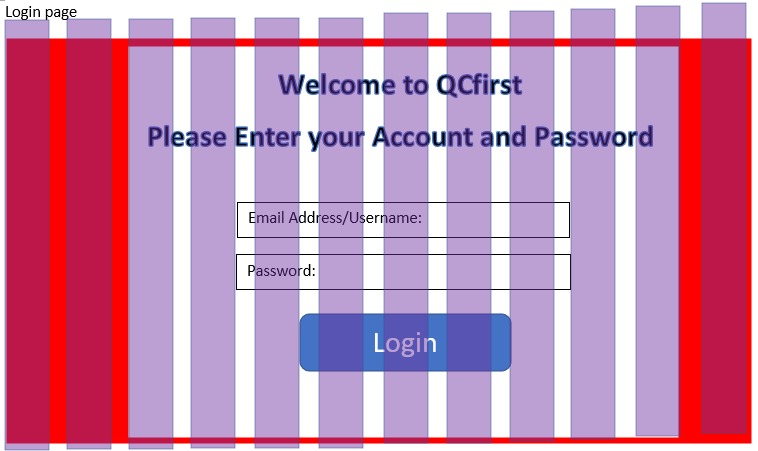 Login page
Welcome to QCfirst
Please Enter your Account and Password
Email Address/Username:
Password:
Login